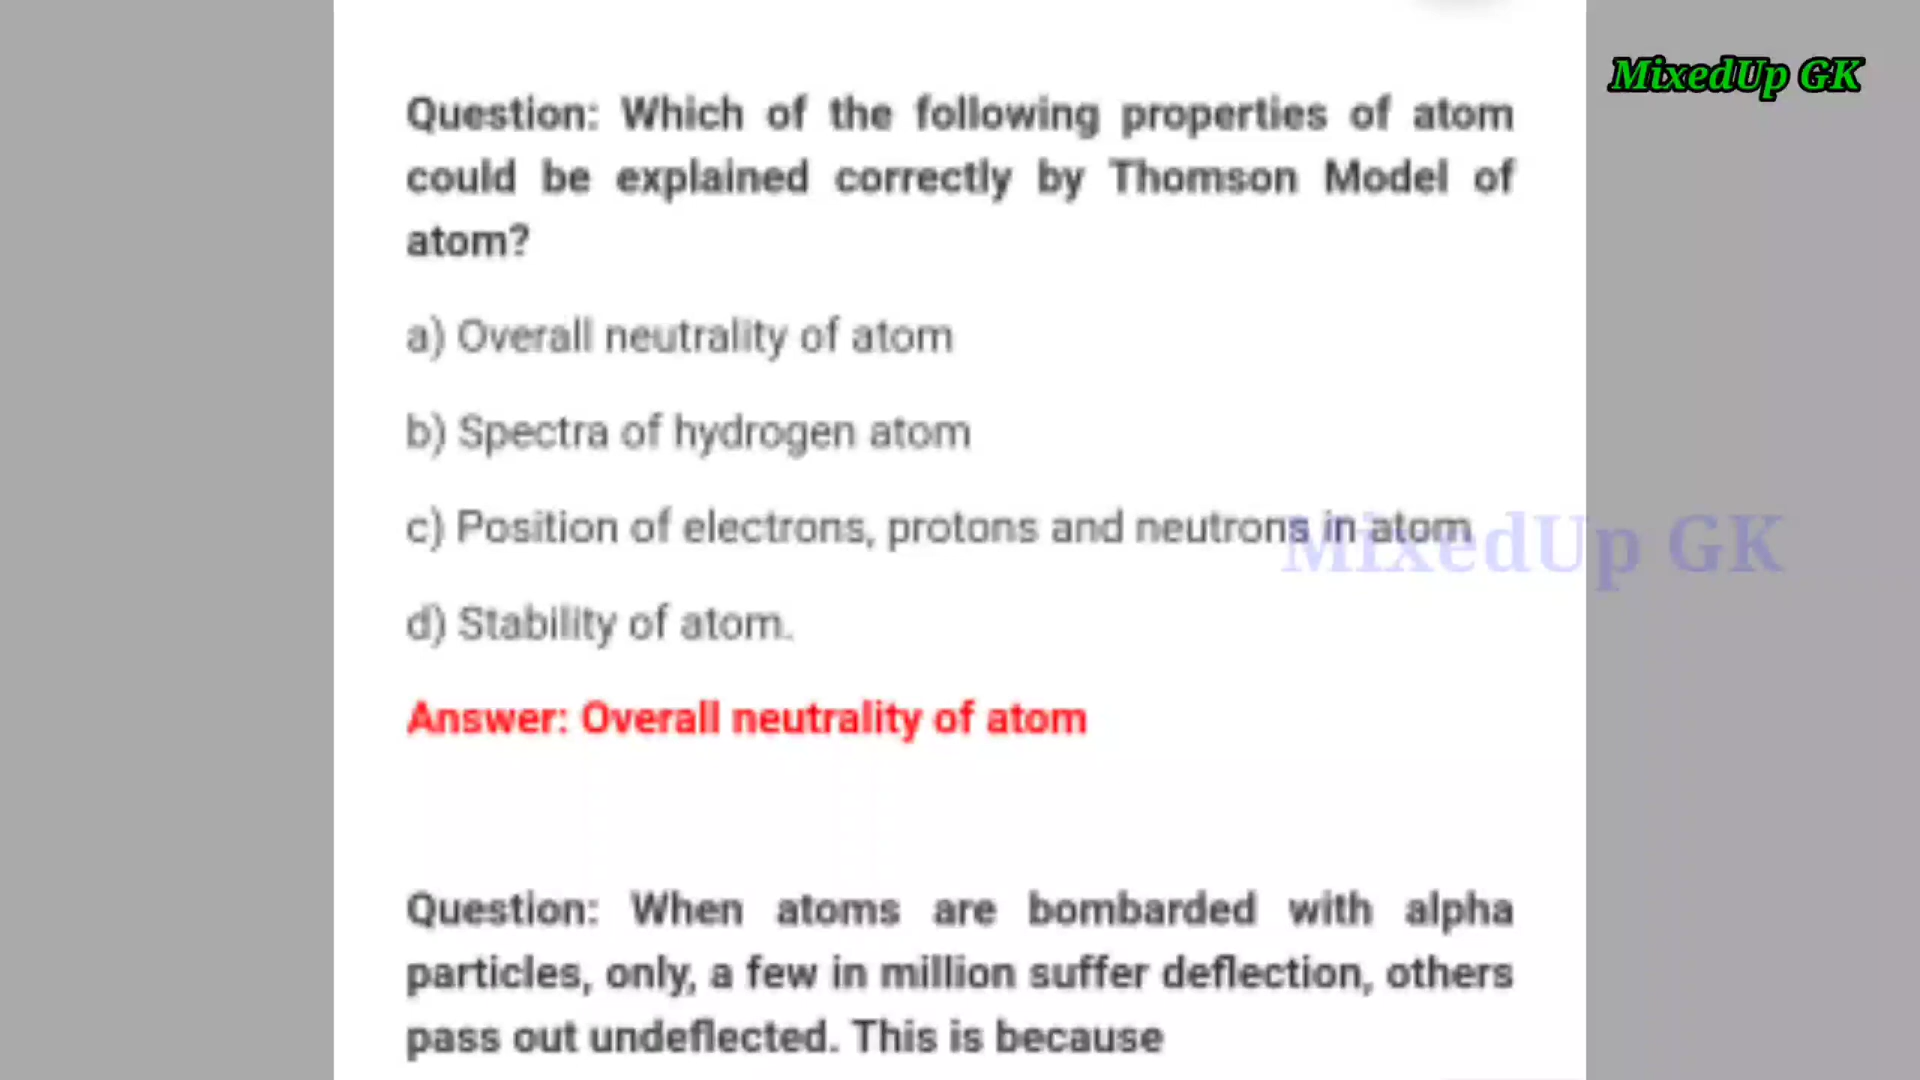 MixedUp GK
Question: Which of the following properties of atom
could be explained correctly by Thomson Model of
atom?
a) Overall neutrality of atom
b) Spectra of hydrogen atom
c) Position of electrons, protons and neutrons in atom
MixedUp GK
d) Stability of atom.
Answer: Overall neutrality of atom
Question: When atoms are bombarded with alpha
particles, only, a few in million suffer deflection, others
pass out undeflected. This is because